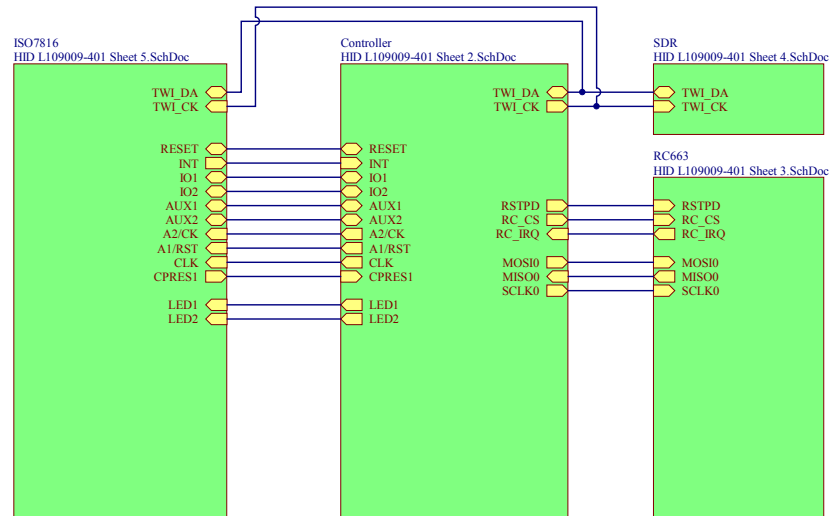 ISO7816
HID L109009-401 Sheet 5.SchDoc
TWI_DA
TWI_CK
RESET
INT
IO1
IO2
AUX1
AUX2
A2/CK
A1/RST
CLK
CPRES1
LED1
LED2
Controller
HID L109009-401 Sheet 2.SchDoc
TWI_DA
TWI_CK
RESET
INT
IO1
IO2
AUX1
AUX2
A2/CK
A1/RST
CLK
CPRES1
LED1
LED2
RSTPD
RC_CS
RC_IRQ
MOSI0
MISO0
SCLK0
SDR
HID L109009-401 Sheet 4.SchDoc
TWI_DA
TWI_CK
RC663
HID L109009-401 Sheet 3.SchDoc
RSTPD
RC_CS
RC_IRQ
MOSI0
MISO0
SCLK0